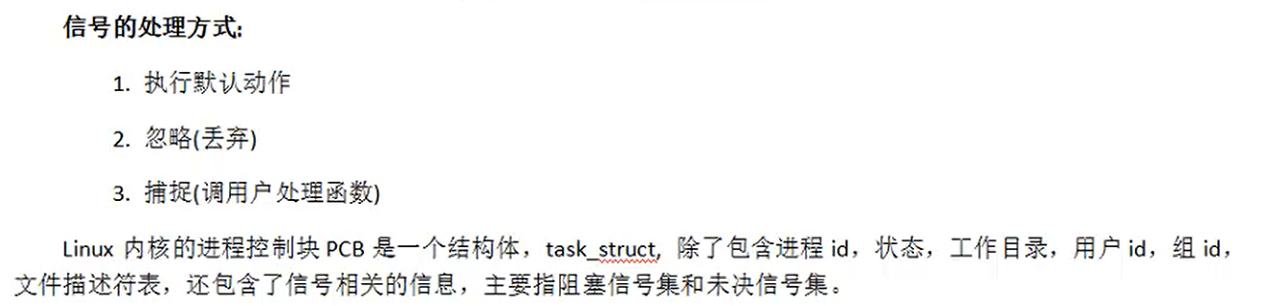 信号的处理方式:
1. 执行默认动作
2. 忽略(丢弃)
3. 捕捉(调用户处理函数)
Linux 内核的进程控制块 PCB 是一个结构体，task_struct, 除了包含进程 id，状态，工作目录，用户 id，组 id，
文件描述符表，还包含了信号相关的信息，主要指阻塞信号集和未决信号集。